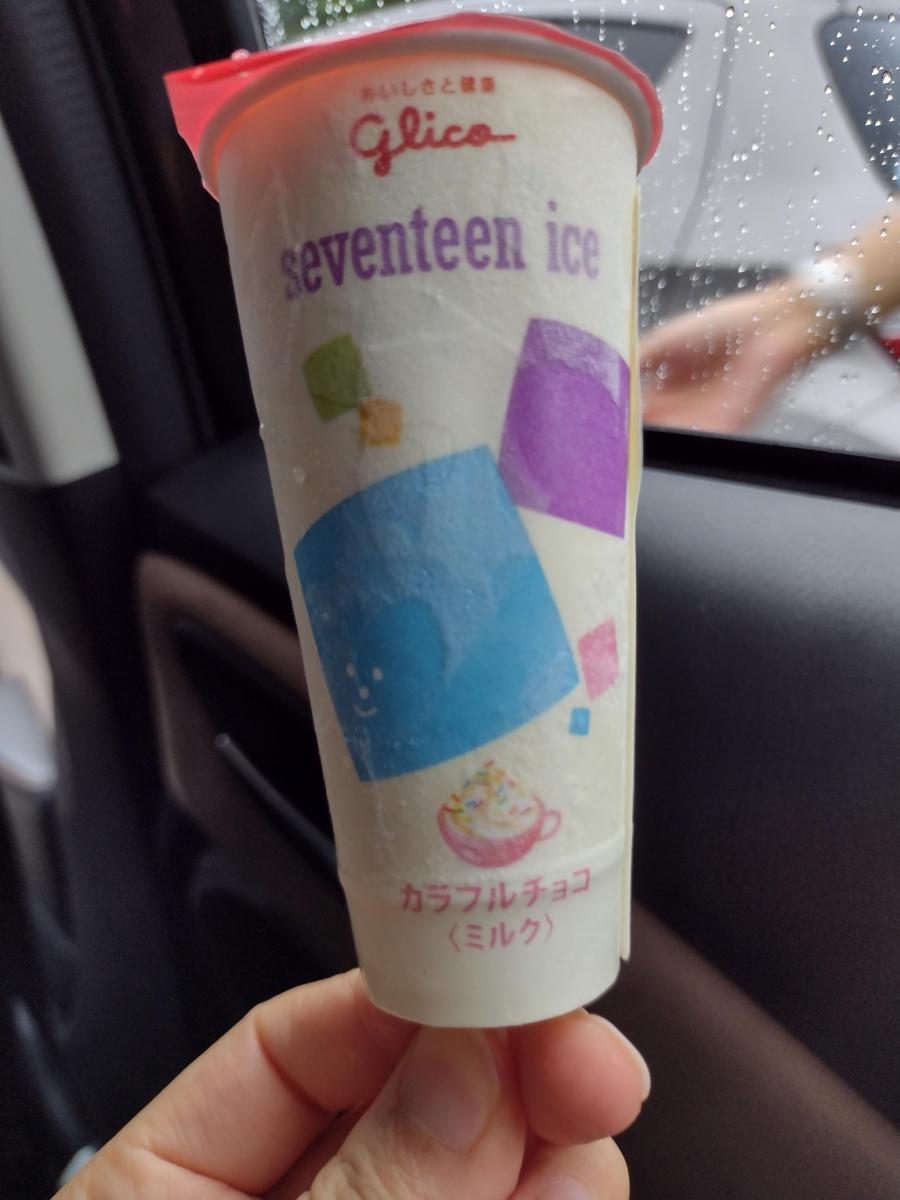 おいしさと健康
Glico
seventeen ice
カラフルチョコ
〈ミルク〉